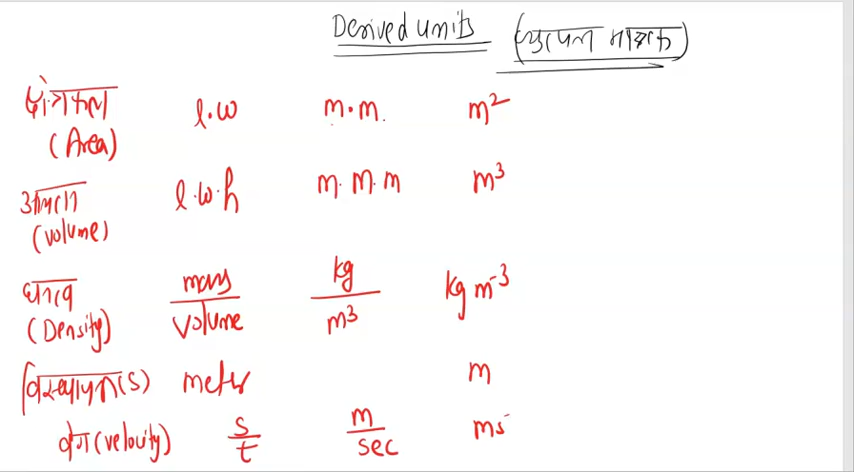 Derived units (व्युत्पन्न मात्रक)
क्षेत्रफल l.w m.m. m²
(Area)
आयतन l.w.h m.m.m m³
(volume)
घनत्व mass/volume kg/m³ kg m⁻³
(Density)
विस्थापन(s) meter m
वेग (velocity) s/t m/sec ms⁻